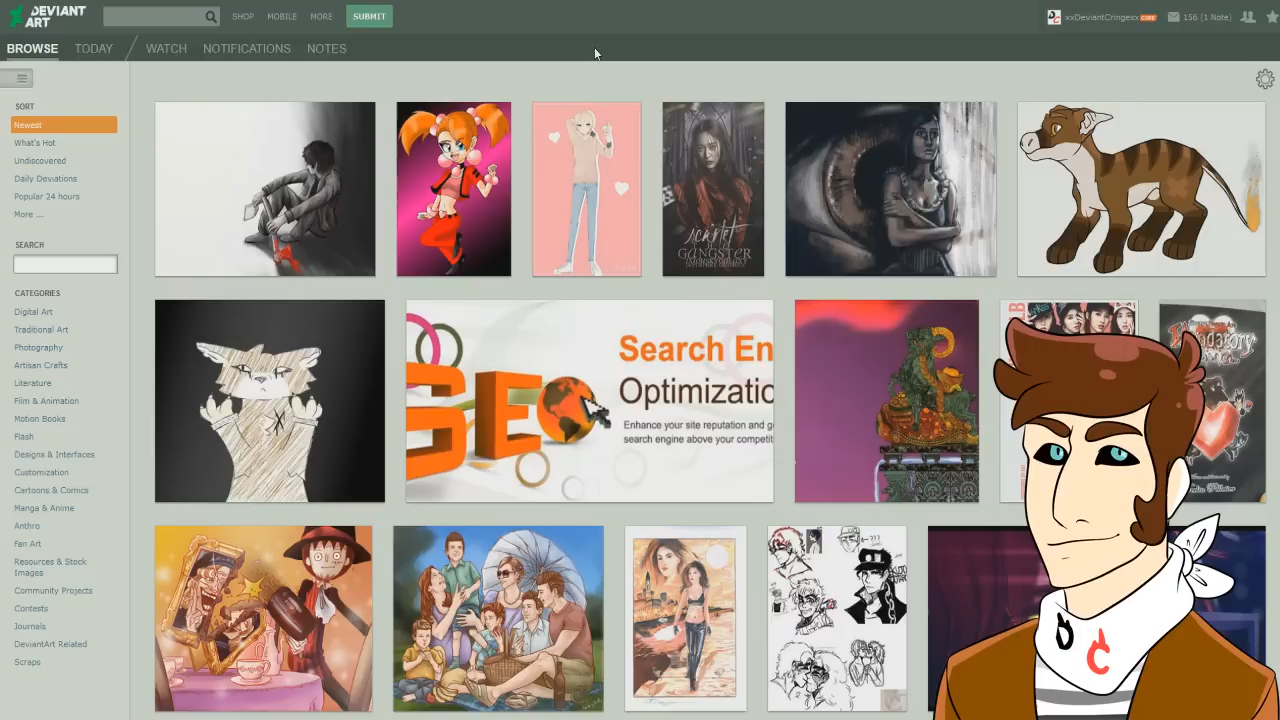 DEVIANT ART
SHOP
MOBILE
MORE
SUBMIT
xxDeviantCringexx CORE
156 (1 Note)
BROWSE
TODAY
WATCH
NOTIFICATIONS
NOTES
SORT
Newest
What's Hot
Undiscovered
Daily Deviations
Popular 24 hours
More ...
SEARCH
CATEGORIES
Digital Art
Traditional Art
Photography
Artisan Crafts
Literature
Film & Animation
Motion Books
Flash
Designs & Interfaces
Customization
Cartoons & Comics
Manga & Anime
Anthro
Fan Art
Resources & Stock
Images
Community Projects
Contests
Journals
DeviantArt Related
Scraps
scarlet
GANGSTER
SEO
Search En
Optimizatio
Enhance your site reputation and g
search engine above your competit
B
D
C